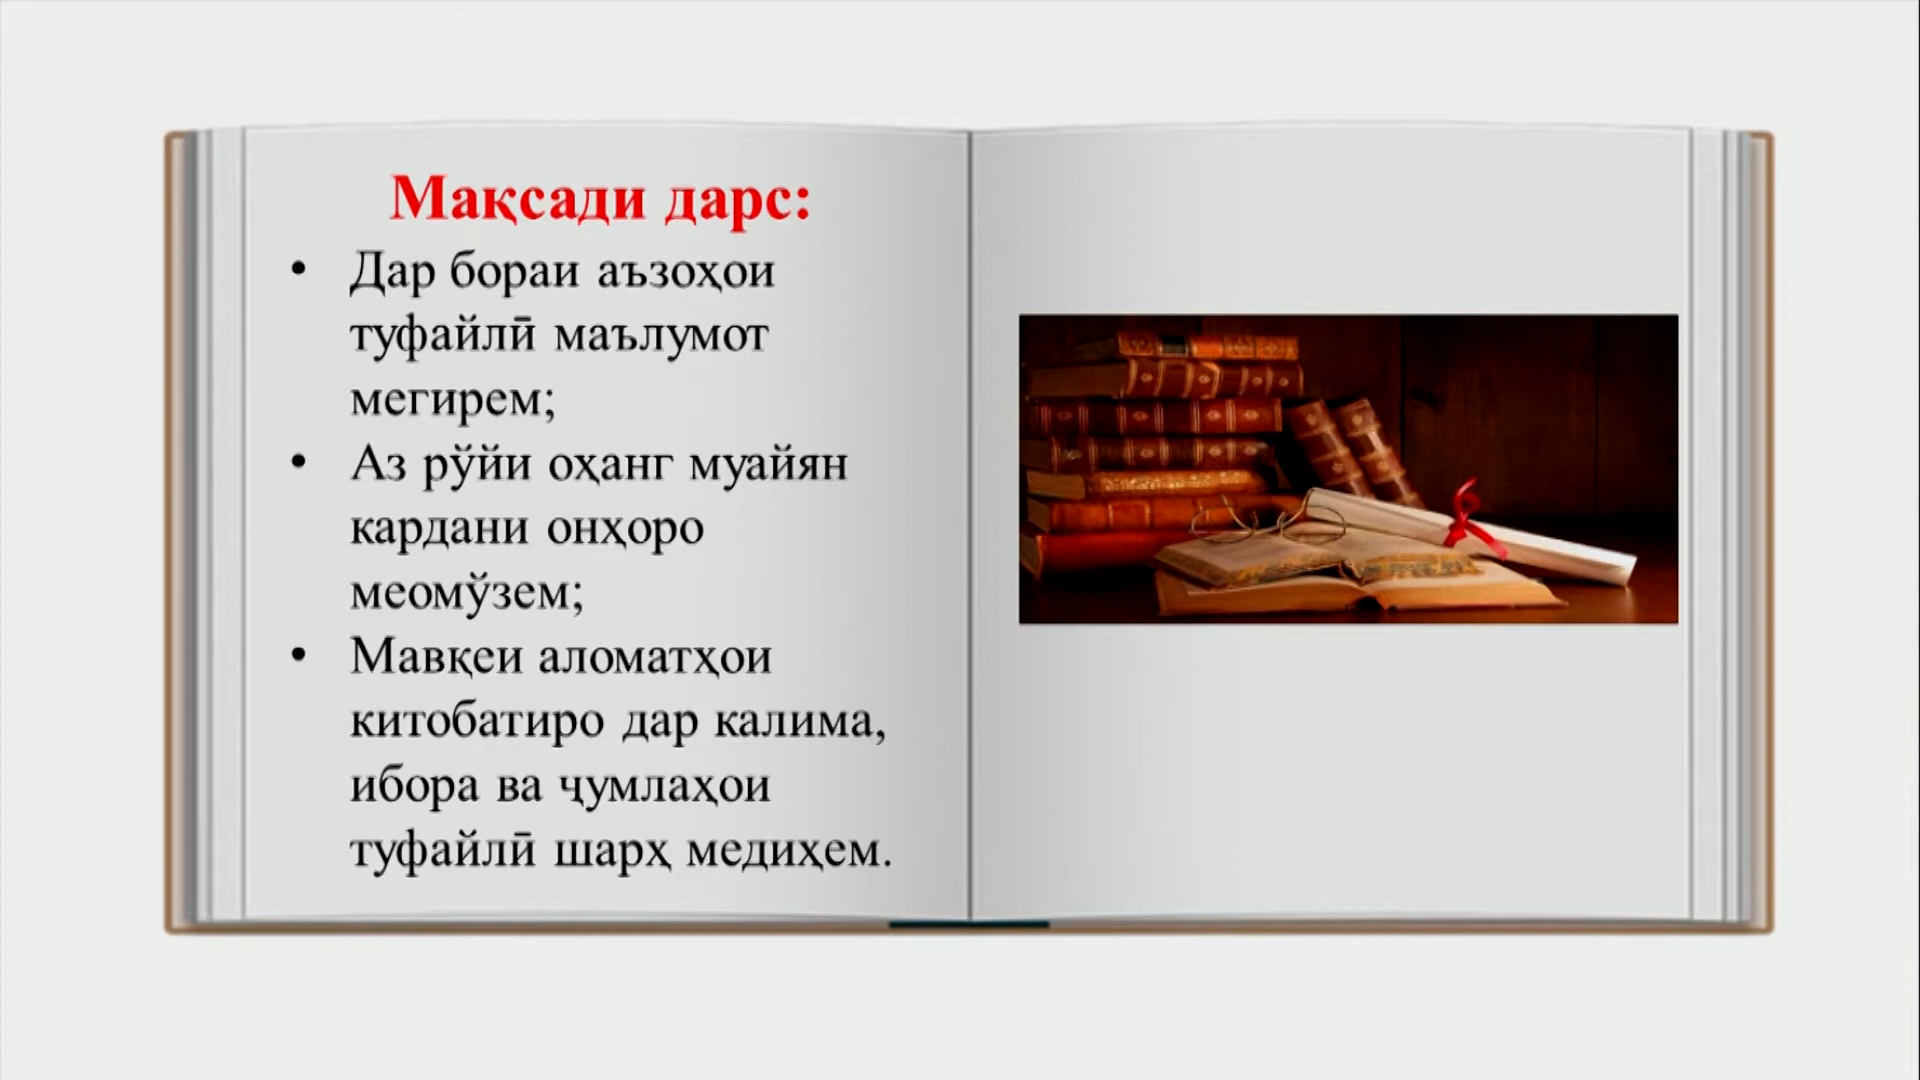 Мақсади дарс:
• Дар бораи аъзоҳои
туфайлӣ маълумот
мегирем;
• Аз рӯйи оҳанг муайян
кардани онҳоро
меомӯзем;
• Мавқеи аломатҳои
китобатиро дар калима,
ибора ва ҷумлаҳои
туфайлӣ шарҳ медиҳем.